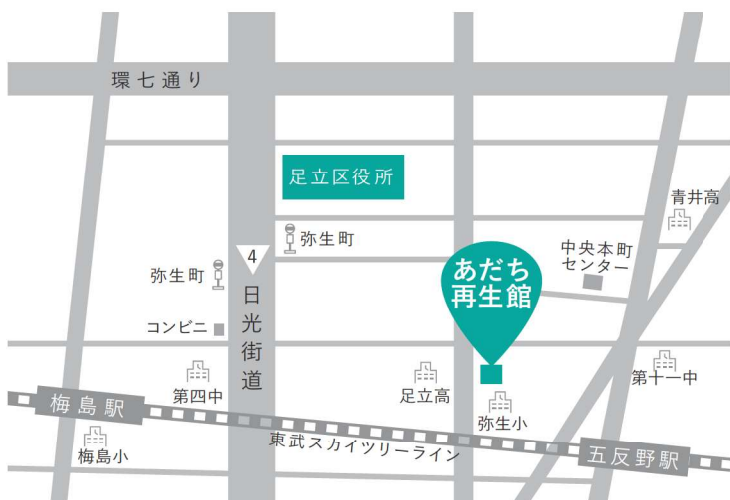 環七通り
足立区役所
青井高
弥生町
4
中央本町
センター
弥生町
あだち
再生館
日光街道
コンビニ
第四中
足立高
第十一中
梅島駅
弥生小
東武スカイツリーライン
梅島小
五反野駅